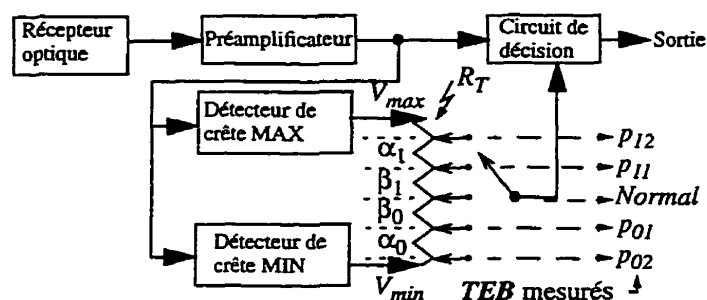 Récepteur
optique
Préamplificateur
Circuit de
décision
Sortie
Détecteur de
crête MAX
V_max
R_T
α_1
β_1
β_0
α_0
p_12
p_11
Normal
p_01
p_02
Détecteur de
crête MIN
V_min
TEB mesurés